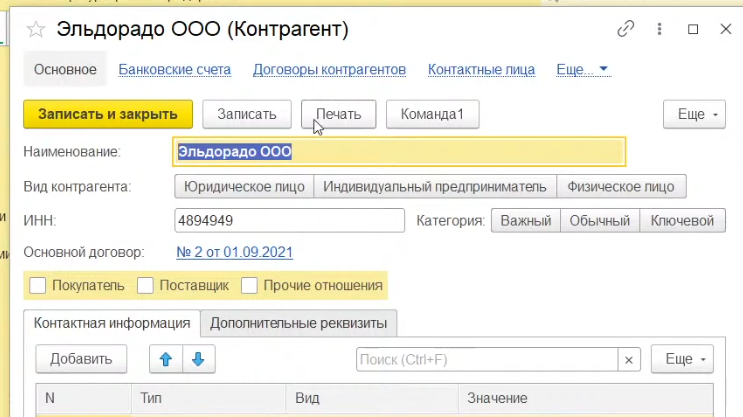 Эльдорадо ООО (Контрагент)
Основное Банковские счета Договоры контрагентов Контактные лица Еще...
Записать и закрыть Записать Печать Команда1 Еще
Наименование: Эльдорадо ООО
Вид контрагента: Юридическое лицо Индивидуальный предприниматель Физическое лицо
ИНН: 4894949 Категория: Важный Обычный Ключевой
Основной договор: № 2 от 01.09.2021
Покупатель Поставщик Прочие отношения
Контактная информация Дополнительные реквизиты
Добавить Поиск (Ctrl+F) × Еще
N Тип Вид Значение